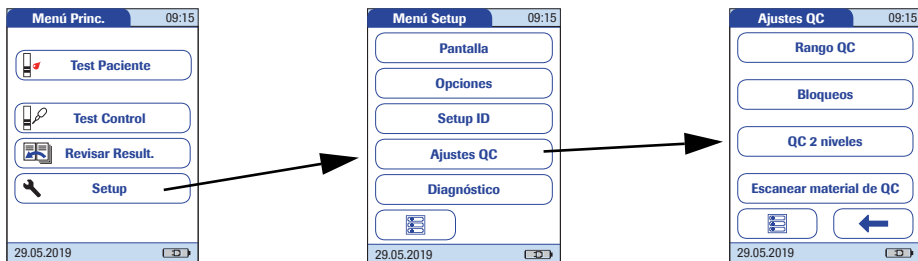 Menú Princ. 09:15
Test Paciente
Test Control
Revisar Result.
Setup
29.05.2019
Menú Setup 09:15
Pantalla
Opciones
Setup ID
Ajustes QC
Diagnóstico
29.05.2019
Ajustes QC 09:15
Rango QC
Bloqueos
QC 2 niveles
Escanear material de QC
29.05.2019